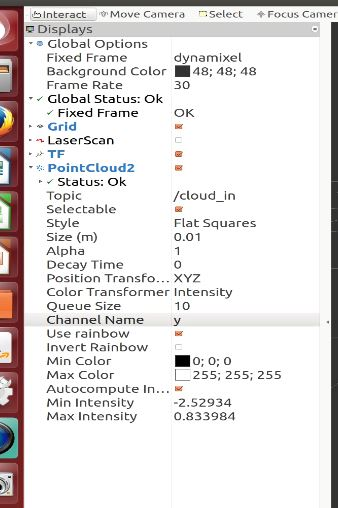 Interact Move Camera Select Focus Camer
Displays
Global Options
Fixed Frame dynamixel
Background Color 48; 48; 48
Frame Rate 30
Global Status: Ok
Fixed Frame OK
Grid
LaserScan
TF
PointCloud2
Status: Ok
Topic /cloud_in
Selectable
Style Flat Squares
Size (m) 0.01
Alpha 1
Decay Time 0
Position Transfo... XYZ
Color Transformer Intensity
Queue Size 10
Channel Name y
Use rainbow
Invert Rainbow
Min Color 0; 0; 0
Max Color 255; 255; 255
Autocompute In...
Min Intensity -2.52934
Max Intensity 0.833984